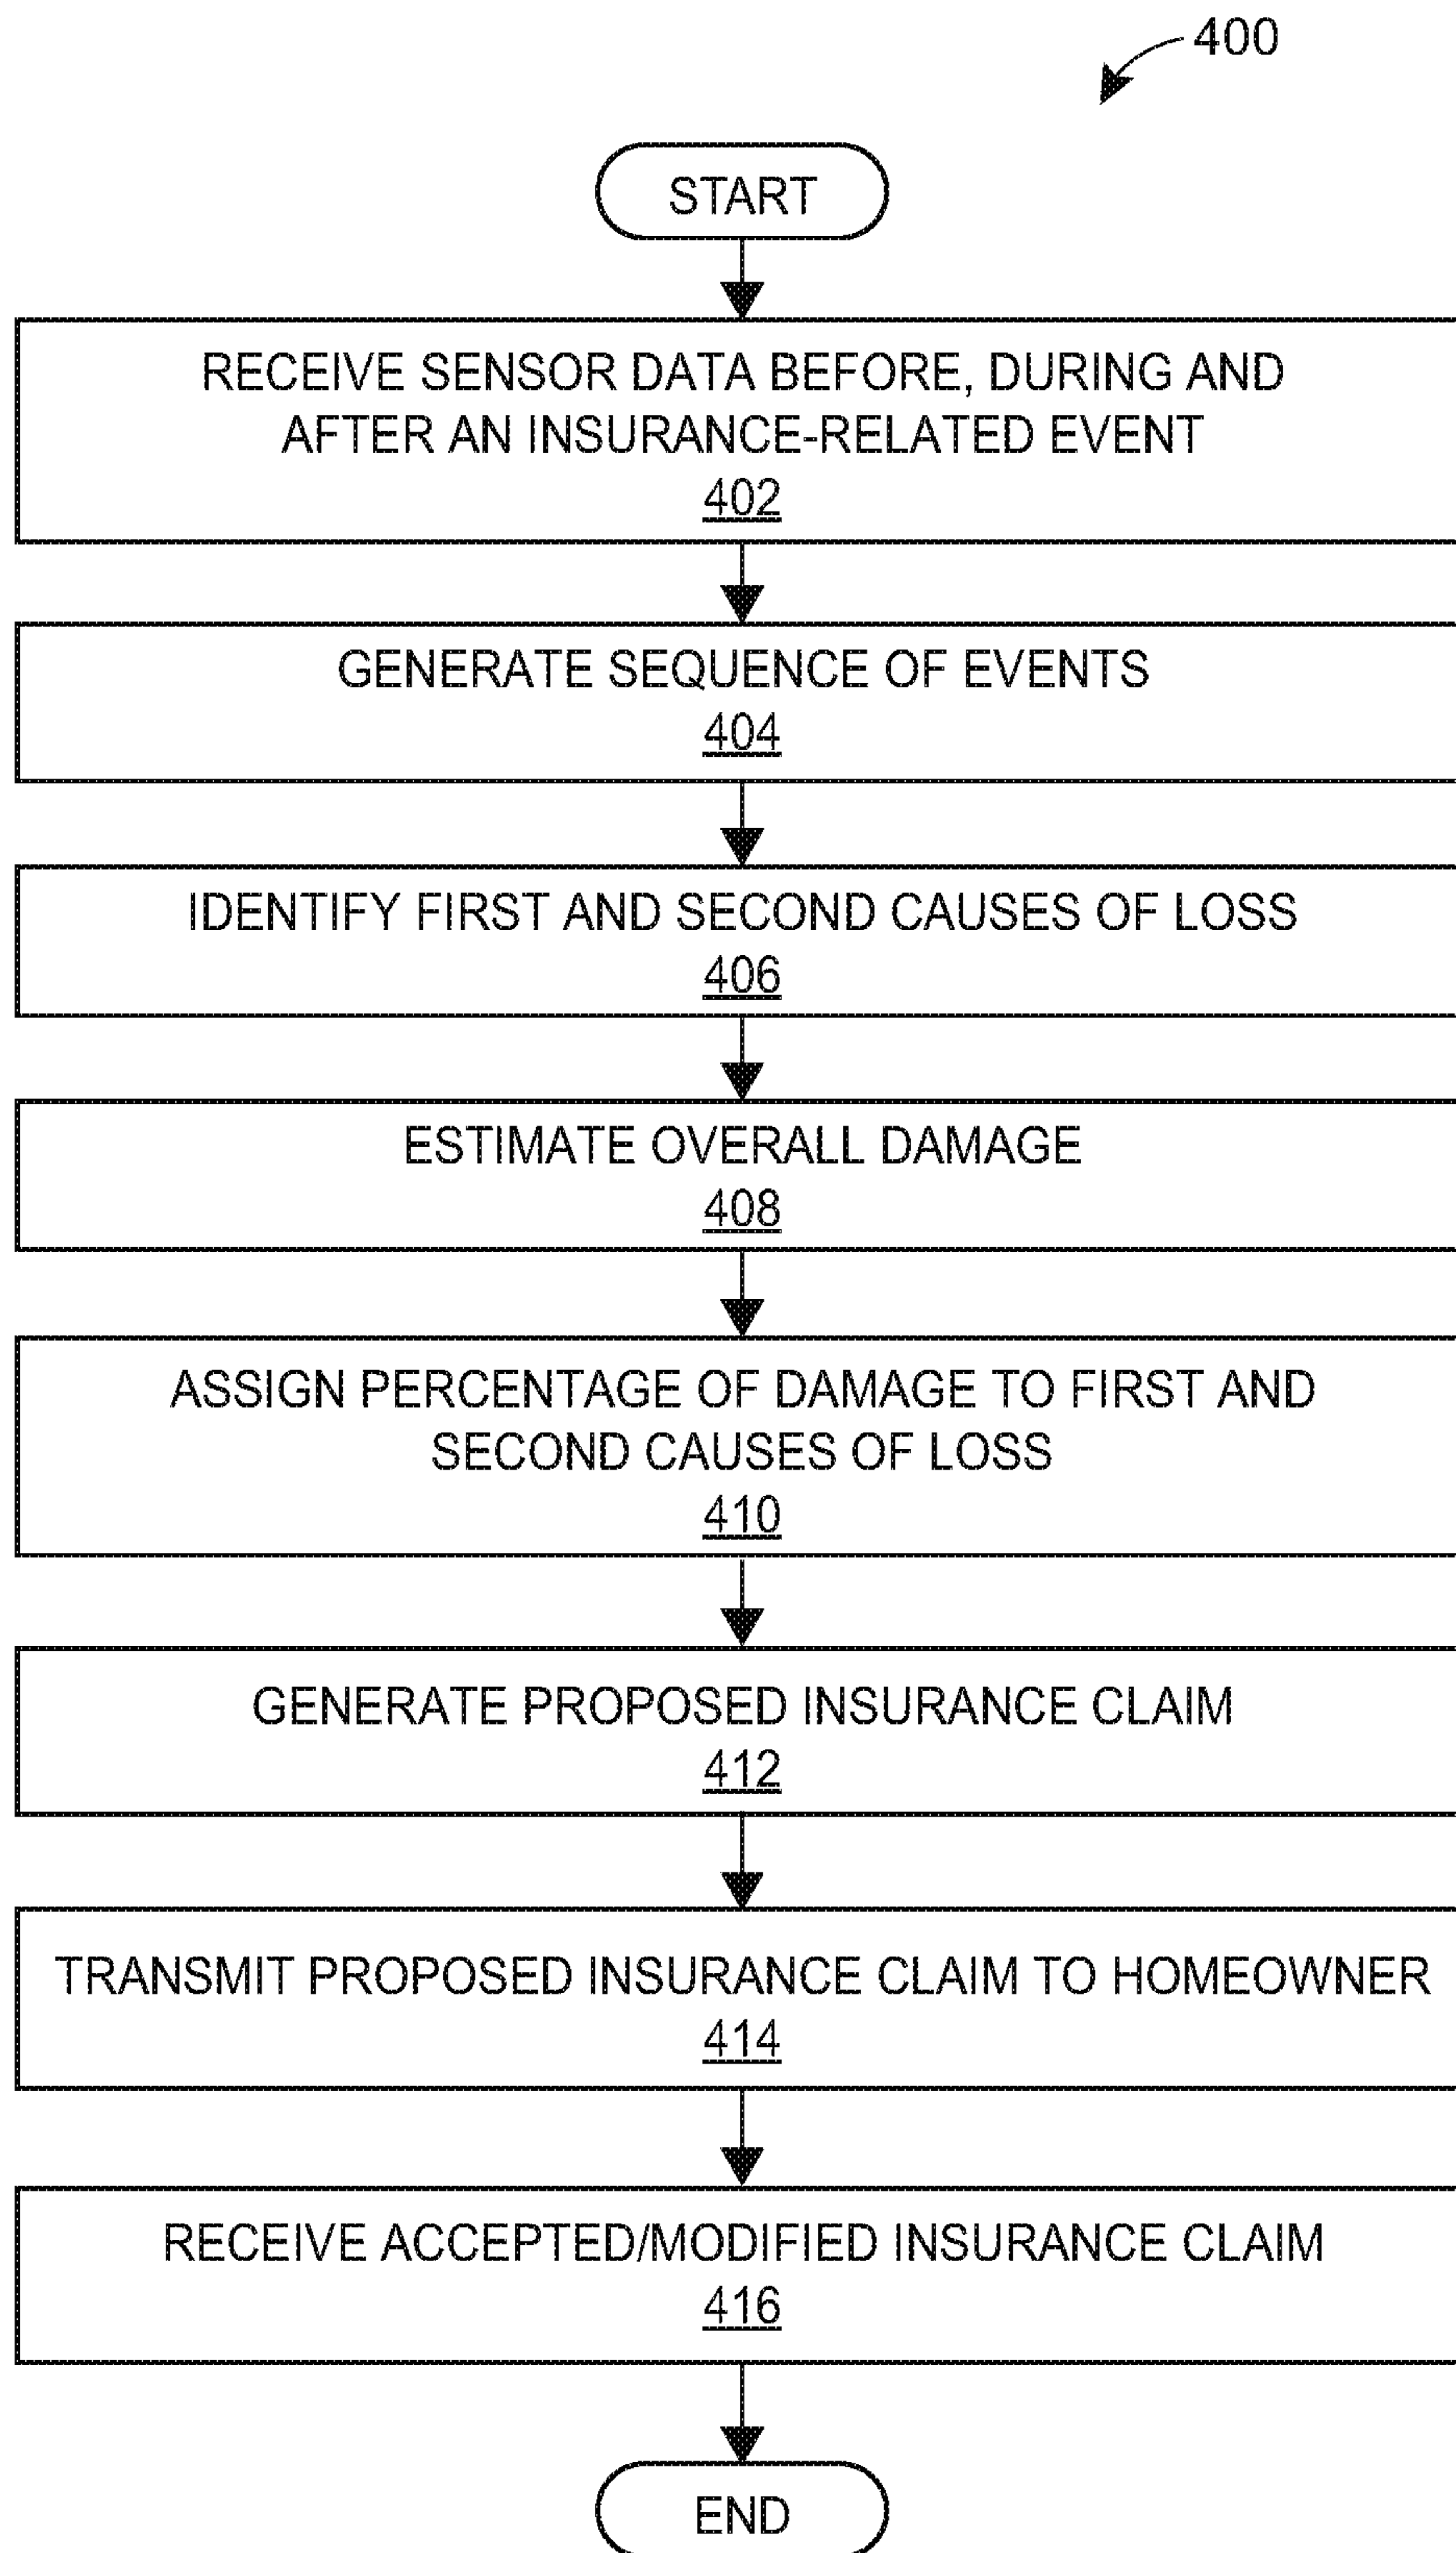 400
START
RECEIVE SENSOR DATA BEFORE, DURING AND
AFTER AN INSURANCE-RELATED EVENT
402
GENERATE SEQUENCE OF EVENTS
404
IDENTIFY FIRST AND SECOND CAUSES OF LOSS
406
ESTIMATE OVERALL DAMAGE
408
ASSIGN PERCENTAGE OF DAMAGE TO FIRST AND
SECOND CAUSES OF LOSS
410
GENERATE PROPOSED INSURANCE CLAIM
412
TRANSMIT PROPOSED INSURANCE CLAIM TO HOMEOWNER
414
RECEIVE ACCEPTED/MODIFIED INSURANCE CLAIM
416
END